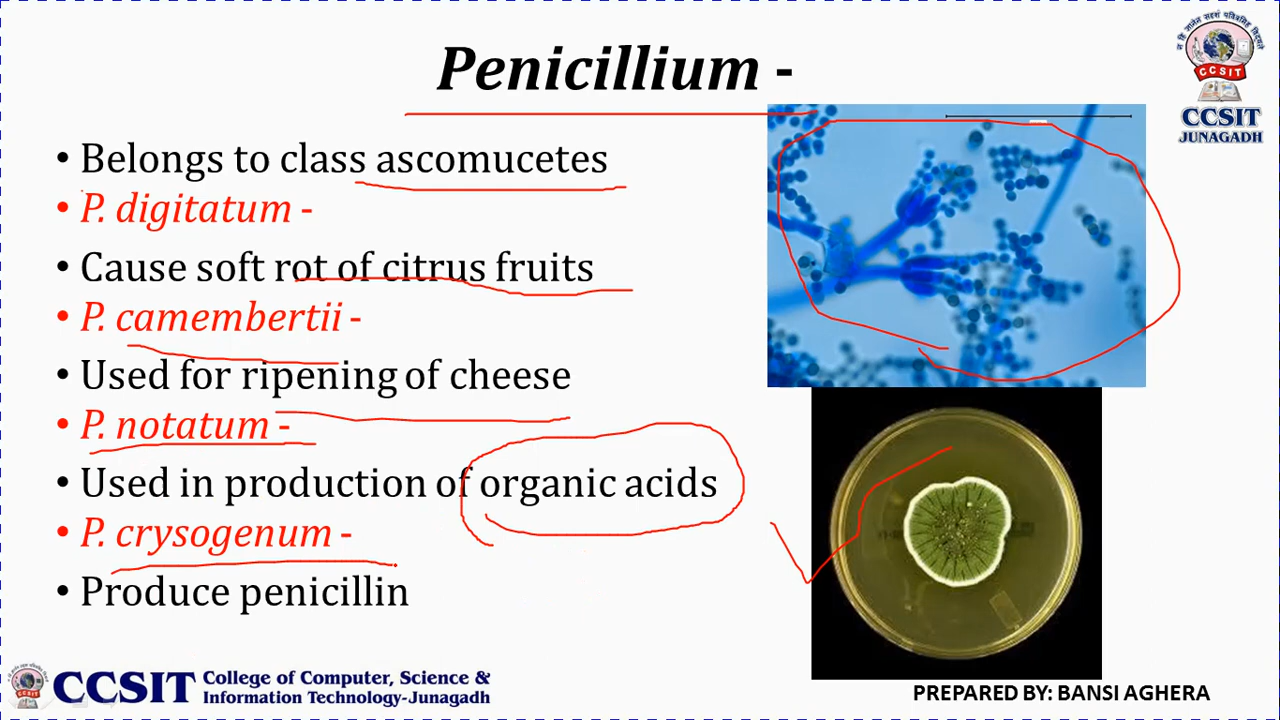 Penicillium -
CCSIT
CCSIT
JUNAGADH
• Belongs to class ascomucetes
• P. digitatum -
• Cause soft rot of citrus fruits
• P. camembertii -
• Used for ripening of cheese
• P. notatum -
• Used in production of organic acids
• P. crysogenum -
• Produce penicillin
CCSIT
College of Computer, Science &
Information Technology-Junagadh
PREPARED BY: BANSI AGHERA